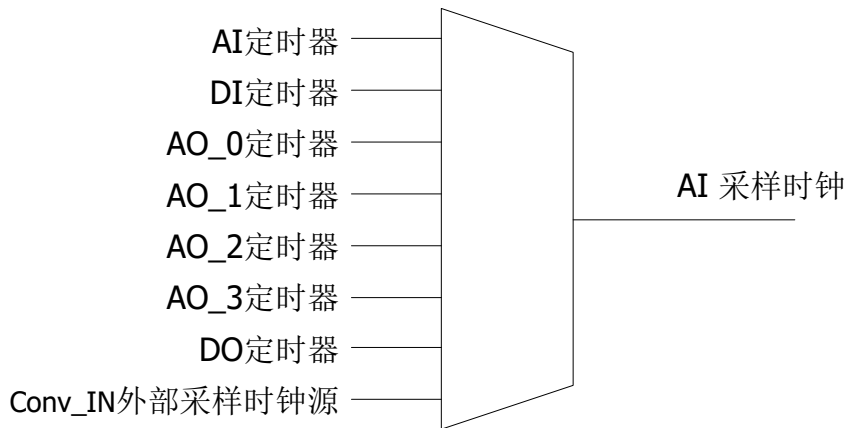 AI定时器
DI定时器
AO_0定时器
AO_1定时器
AO_2定时器
AO_3定时器
DO定时器
Conv_IN外部采样时钟源
AI 采样时钟